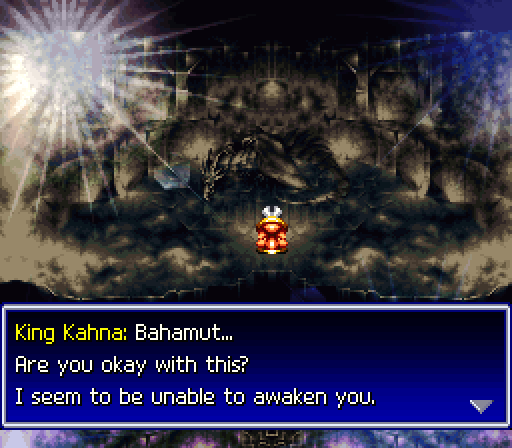 King Kahna: Bahamut...
Are you okay with this?
I seem to be unable to awaken you.